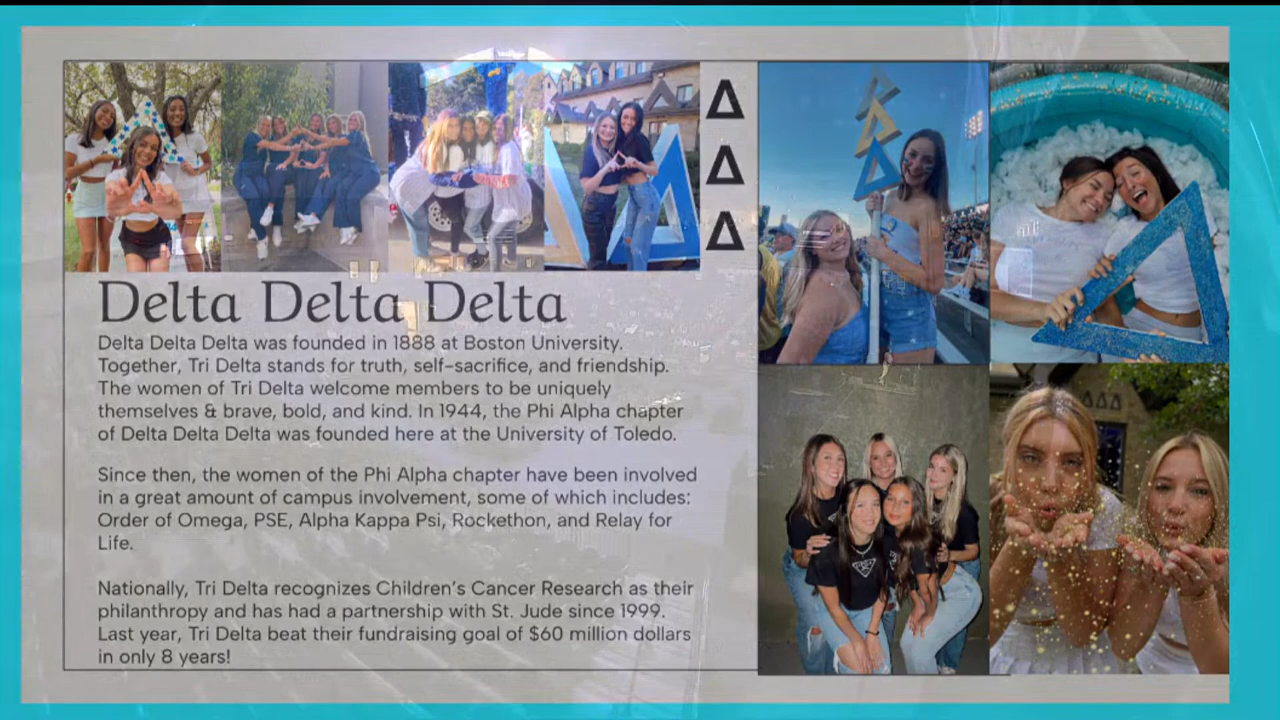 Δ
Δ
Δ
Delta Delta Delta
Delta Delta Delta was founded in 1888 at Boston University.
Together, Tri Delta stands for truth, self-sacrifice, and friendship.
The women of Tri Delta welcome members to be uniquely
themselves & brave, bold, and kind. In 1944, the Phi Alpha chapter
of Delta Delta Delta was founded here at the University of Toledo.
Since then, the women of the Phi Alpha chapter have been involved
in a great amount of campus involvement, some of which includes:
Order of Omega, PSE, Alpha Kappa Psi, Rockethon, and Relay for
Life.
Nationally, Tri Delta recognizes Children's Cancer Research as their
philanthropy and has had a partnership with St. Jude since 1999.
Last year, Tri Delta beat their fundraising goal of $60 million dollars
in only 8 years!